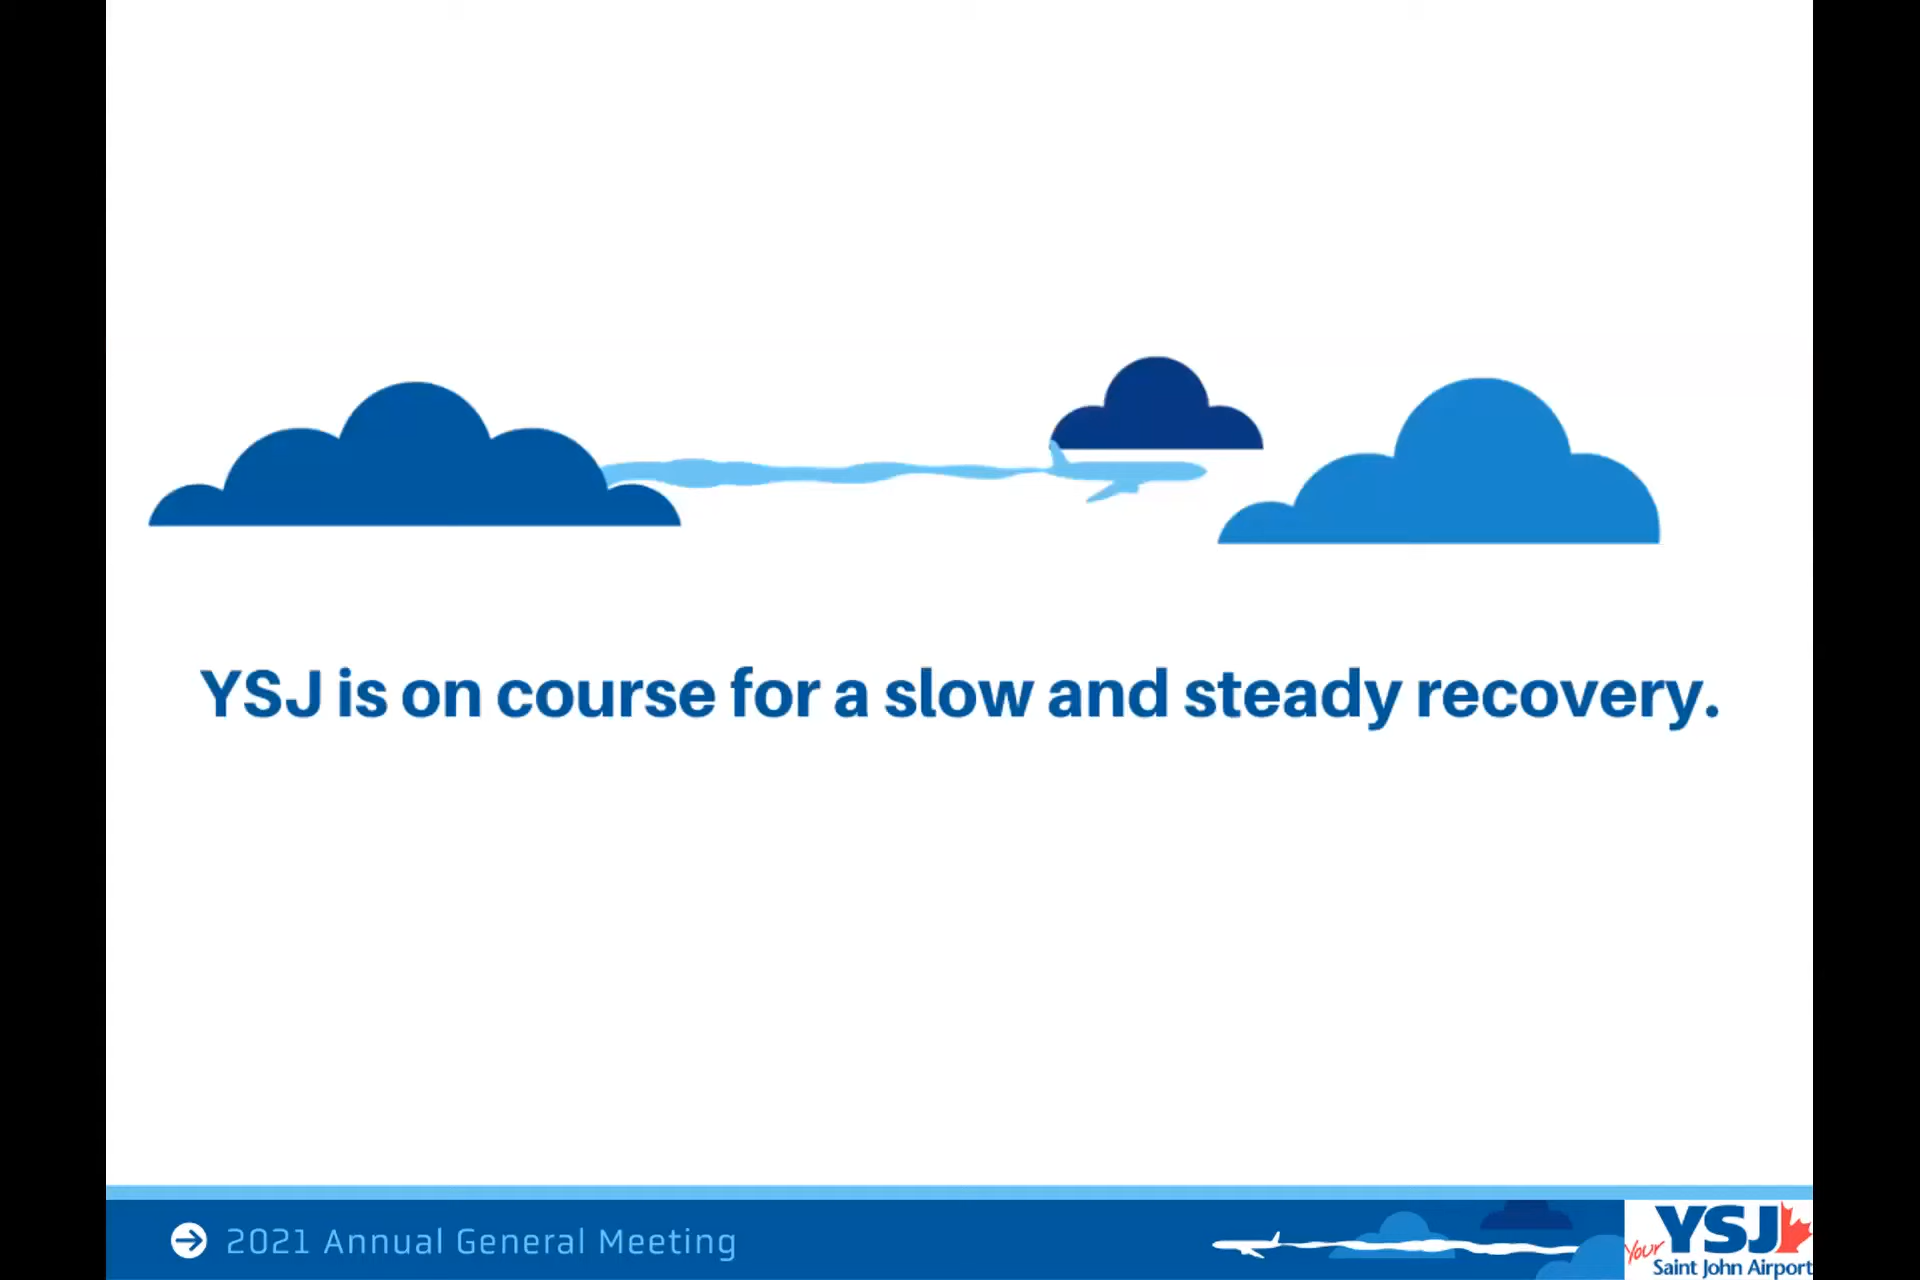 YSJ is on course for a slow and steady recovery.
2021 Annual General Meeting
Your YSJ
Saint John Airport